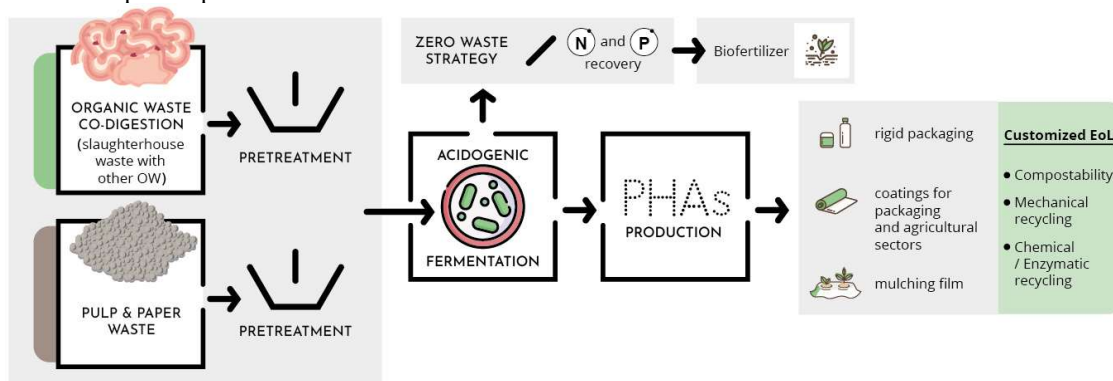 ORGANIC WASTE
CO-DIGESTION
(slaughterhouse
waste with
other OW)
PRETREATMENT
PULP & PAPER
WASTE
PRETREATMENT
ZERO WASTE
STRATEGY
N and P
recovery
Biofertilizer
ACIDOGENIC
FERMENTATION
PHAs
PRODUCTION
rigid packaging
coatings for
packaging
and agricultural
sectors
mulching film
Customized EoL
• Compostability
• Mechanical
recycling
• Chemical
/ Enzymatic
recycling